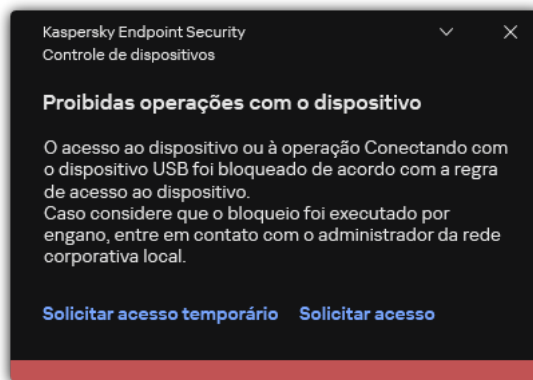 Kaspersky Endpoint Security
Controle de dispositivos
Proibidas operações com o dispositivo
O acesso ao dispositivo ou à operação Conectando com
o dispositivo USB foi bloqueado de acordo com a regra
de acesso ao dispositivo.
Caso considere que o bloqueio foi executado por
engano, entre em contato com o administrador da rede
corporativa local.
Solicitar acesso temporário Solicitar acesso